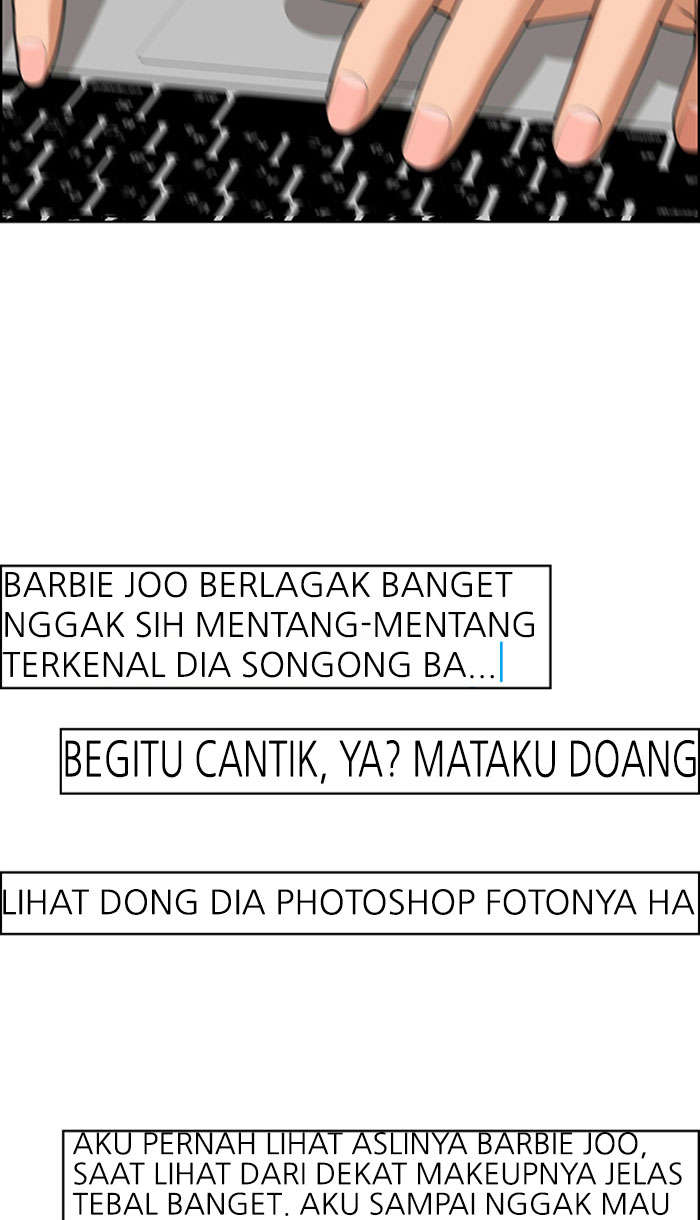 BARBIE JOO BERLAGAK BANGET
NGGAK SIH MENTANG-MENTANG
TERKENAL DIA SONGONG BA...
BEGITU CANTIK, YA? MATAKU DOANG
LIHAT DONG DIA PHOTOSHOP FOTONYA HA
AKU PERNAH LIHAT ASLINYA BARBIE JOO,
SAAT LIHAT DARI DEKAT MAKEUPNYA JELAS
TEBAL BANGET. AKU SAMPAI NGGAK MAU